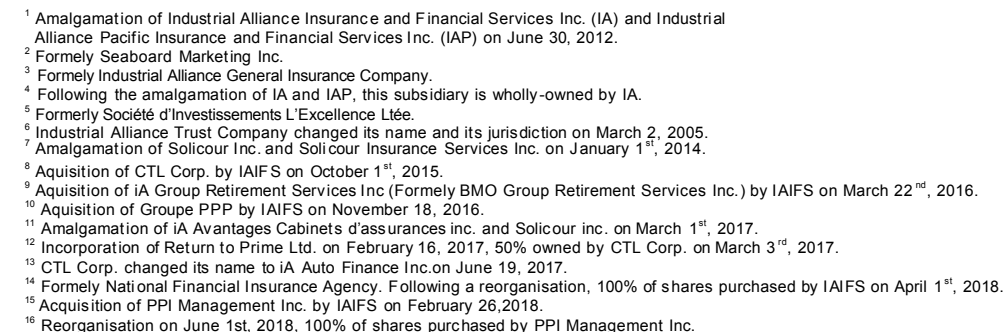 1 Amalgamation of Industrial Alliance Insurance and Financial Services Inc. (IA) and Industrial
Alliance Pacific Insurance and Financial Services Inc. (IAP) on June 30, 2012.
2 Formely Seaboard Marketing Inc.
3 Formely Industrial Alliance General Insurance Company.
4 Following the amalgamation of IA and IAP, this subsidiary is wholly-owned by IA.
5 Formerly Société d'Investissements L'Excellence Ltée.
6 Industrial Alliance Trust Company changed its name and its jurisdiction on March 2, 2005.
7 Amalgamation of Solicour Inc. and Solicour Insurance Services Inc. on January 1st, 2014.
8 Aquisition of CTL Corp. by IAIFS on October 1st, 2015.
9 Aquisition of iA Group Retirement Services Inc (Formely BMO Group Retirement Services Inc.) by IAIFS on March 22nd, 2016.
10 Aquisition of Groupe PPP by IAIFS on November 18, 2016.
11 Amalgamation of iA Avantages Cabinets d'assurances inc. and Solicour inc. on March 1st, 2017.
12 Incorporation of Return to Prime Ltd. on February 16, 2017, 50% owned by CTL Corp. on March 3rd, 2017.
13 CTL Corp. changed its name to iA Auto Finance Inc.on June 19, 2017.
14 Formely National Financial Insurance Agency. Following a reorganisation, 100% of shares purchased by IAIFS on April 1st, 2018.
15 Acquisition of PPI Management Inc. by IAIFS on February 26,2018.
16 Reorganisation on June 1st, 2018, 100% of shares purchased by PPI Management Inc.